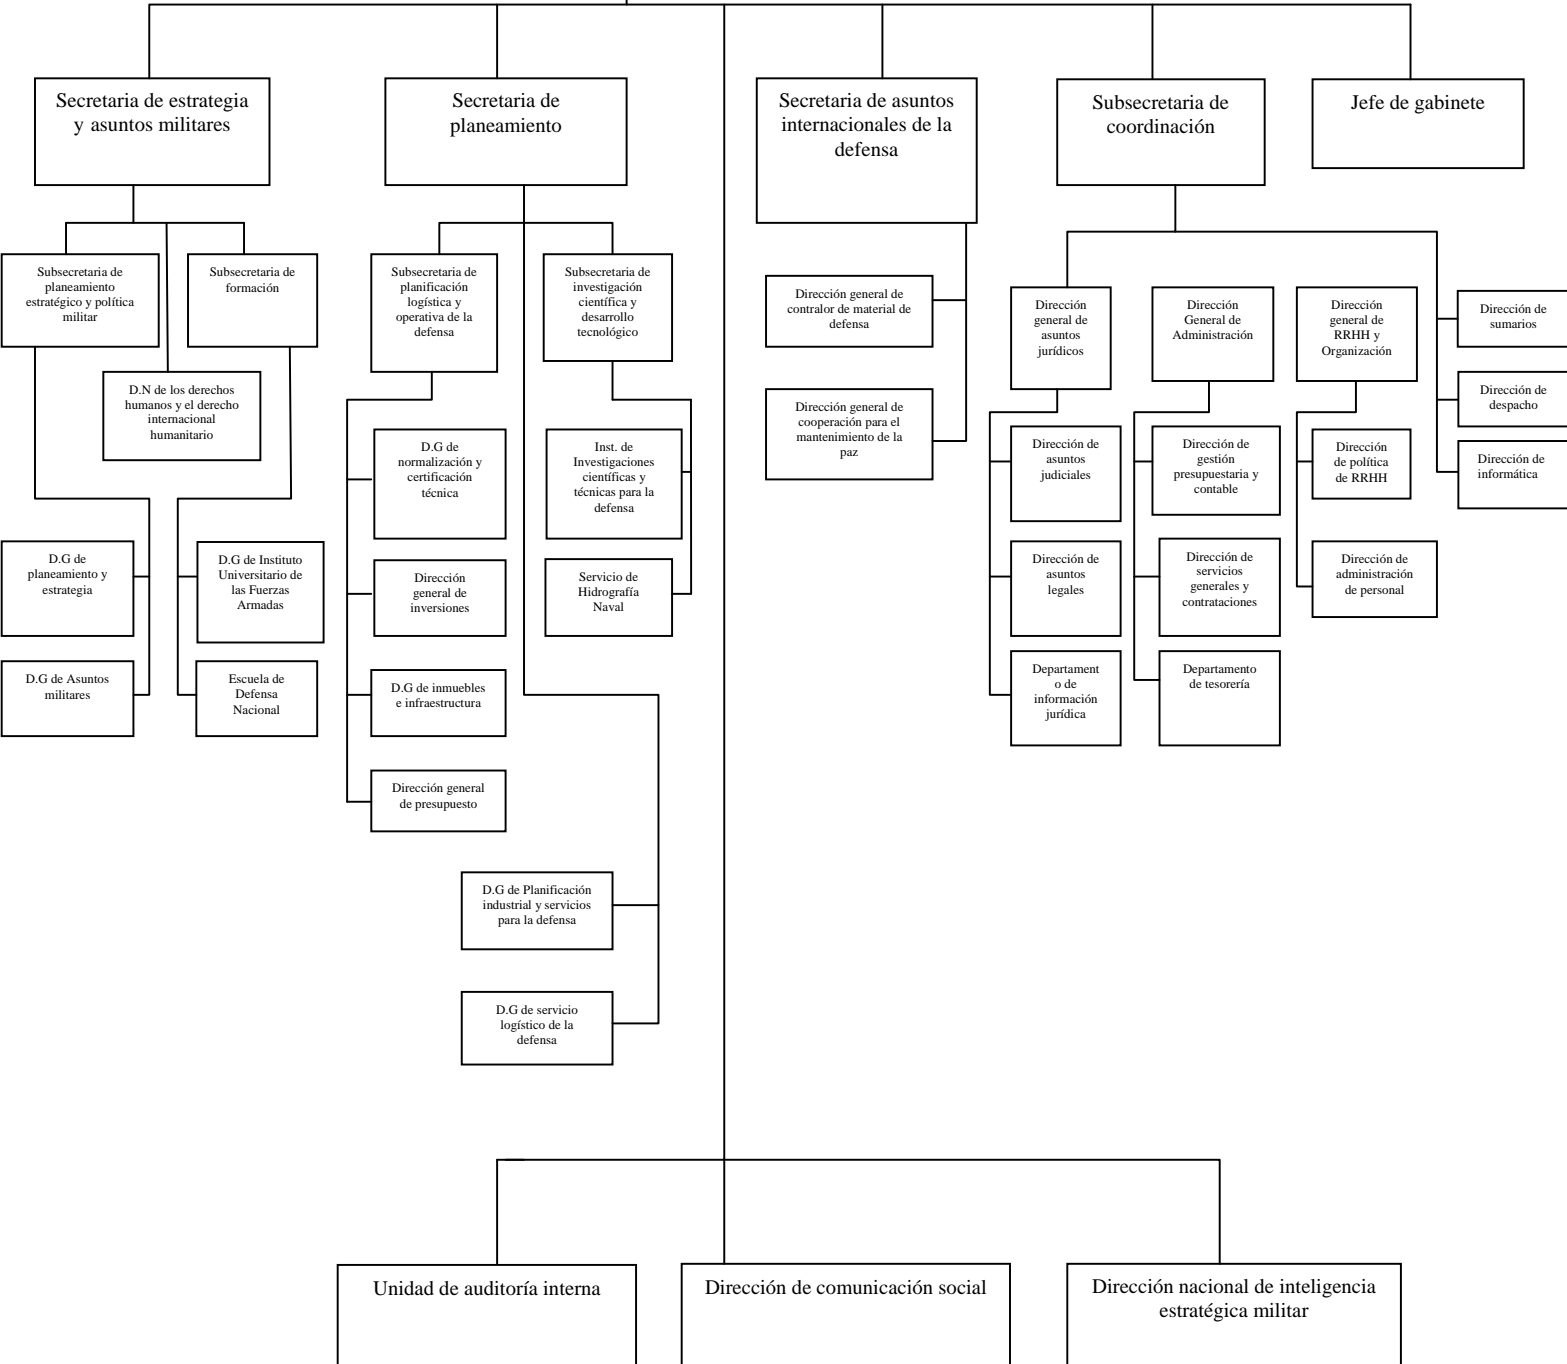 Secretaria de estrategia
y asuntos militares
Secretaria de
planeamiento
Secretaria de asuntos
internacionales de la
defensa
Subsecretaria de
coordinación
Jefe de gabinete
Subsecretaria de
planeamiento
estratégico y política
militar
Subsecretaria de
formación
D.N de los derechos
humanos y el derecho
internacional
humanitario
D.G de
planeamiento y
estrategia
D.G de Asuntos
militares
D.G de Instituto
Universitario de
las Fuerzas
Armadas
Escuela de
Defensa
Nacional
Subsecretaria de
planificación
logística y
operativa de la
defensa
Subsecretaria de
investigación
científica y
desarrollo
tecnológico
D.G de
normalización y
certificación
técnica
Dirección
general de
inversiones
D.G de inmuebles
e infraestructura
Dirección general
de presupuesto
Inst. de
Investigaciones
científicas y
técnicas para la
defensa
Servicio de
Hidrografía
Naval
D.G de Planificación
industrial y servicios
para la defensa
D.G de servicio
logístico de la
defensa
Dirección general de
contralor de material de
defensa
Dirección general de
cooperación para el
mantenimiento de la
paz
Dirección
general de
asuntos
jurídicos
Dirección
General de
Administración
Dirección
general de
RRHH y
Organización
Dirección de
sumarios
Dirección de
despacho
Dirección de
informática
Dirección de
asuntos
judiciales
Dirección de
asuntos
legales
Departament
o de
información
jurídica
Dirección de
gestión
presupuestaria y
contable
Dirección de
servicios
generales y
contrataciones
Departamento
de tesorería
Dirección
de política
de RRHH
Dirección de
administración
de personal
Unidad de auditoría interna
Dirección de comunicación social
Dirección nacional de inteligencia
estratégica militar